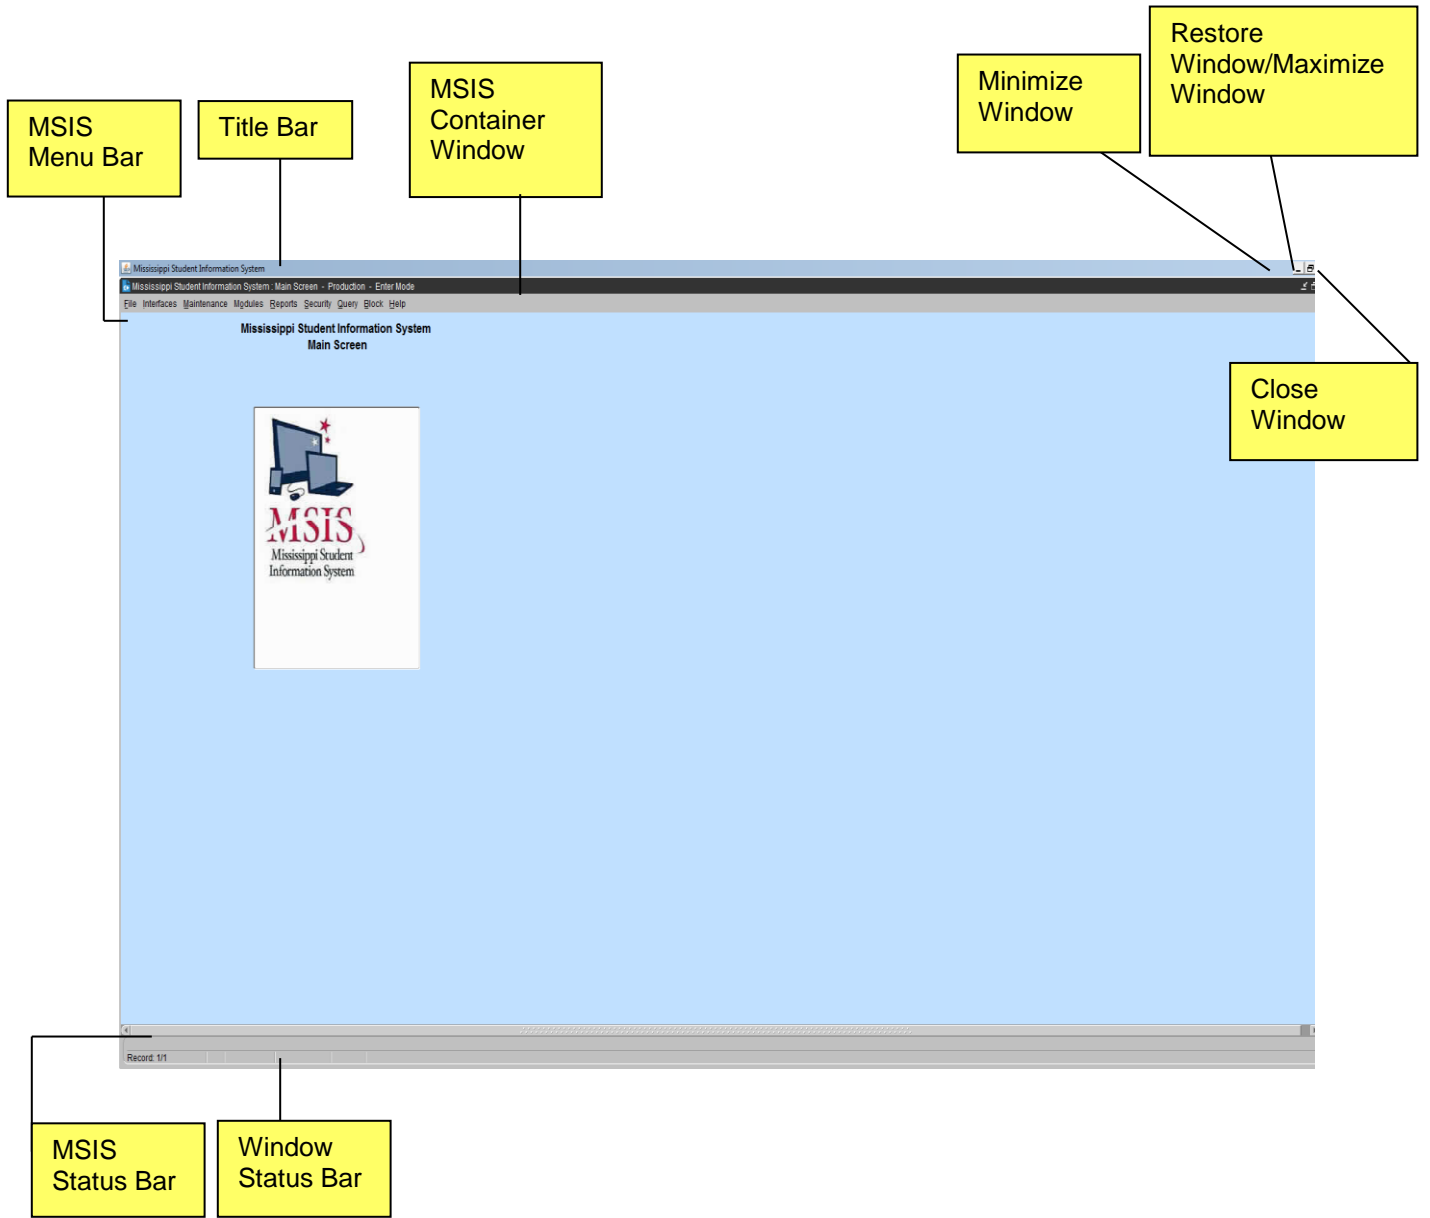 Restore
Window/Maximize
Window
Minimize
Window
MSIS
Container
Window
MSIS
Menu Bar
Title Bar
Mississippi Student Information System
Mississippi Student Information System : Main Screen - Production - Enter Mode
File Interfaces Maintenance Modules Reports Security Query Block Help
Mississippi Student Information System
Main Screen
Close
Window
MSIS
Mississippi Student
Information System
Record: 1/1
MSIS
Status Bar
Window
Status Bar